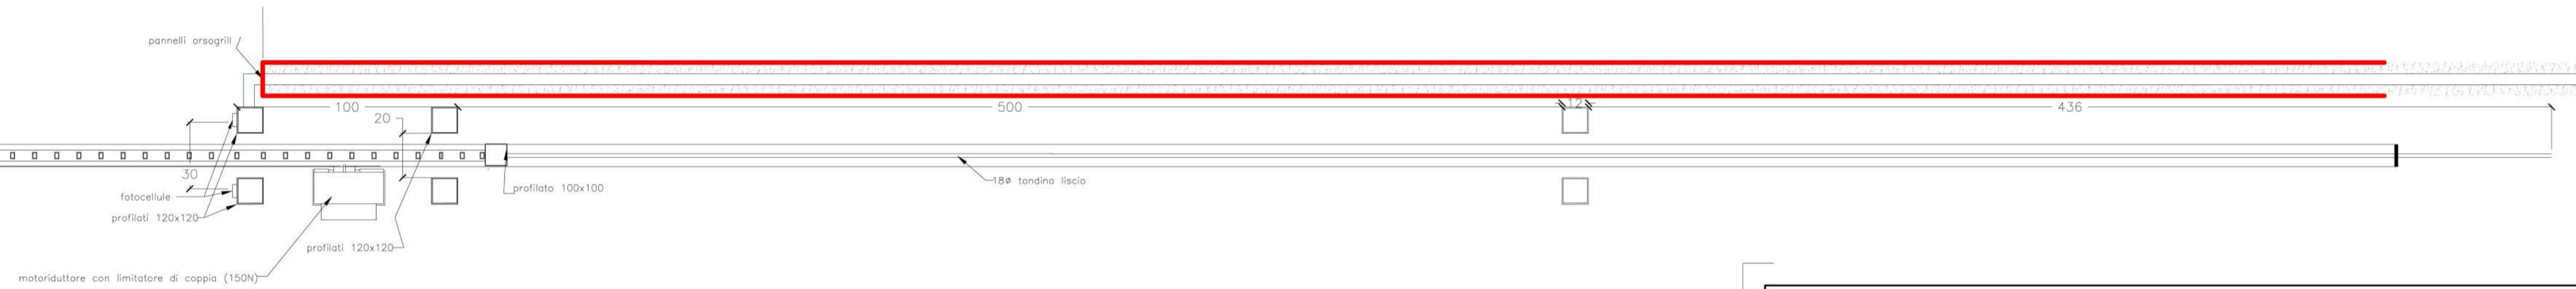 pannelli orsogrill
100
500
12
436
20
30
fotocellule
profilati 120x120
profilato 100x100
18ø tondino liscio
profilati 120x120
motoriduttore con limitatore di coppia (150N)